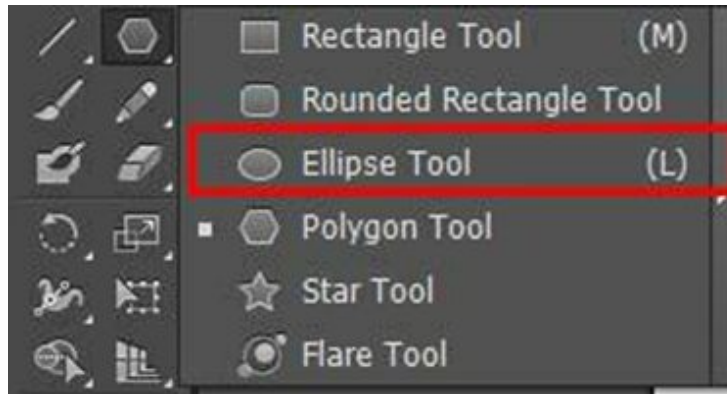 Rectangle Tool (M)
Rounded Rectangle Tool
Ellipse Tool (L)
Polygon Tool
Star Tool
Flare Tool